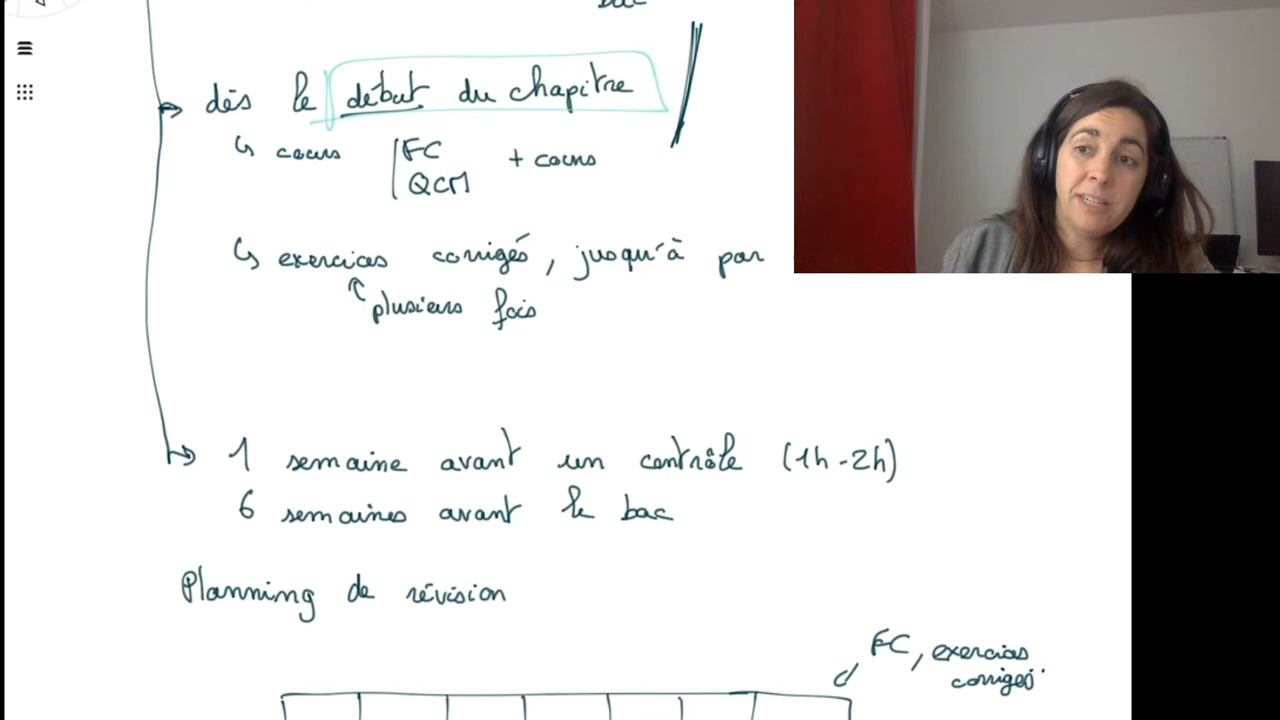 dès le début du chapitre
↳ cours FC + cours
QCM
↳ exercices corrigés, jusqu'à par
plusieurs fois
→ 1 semaine avant un contrôle (1h-2h)
6 semaines avant le bac
Planning de révision
FC, exercices
corrigés